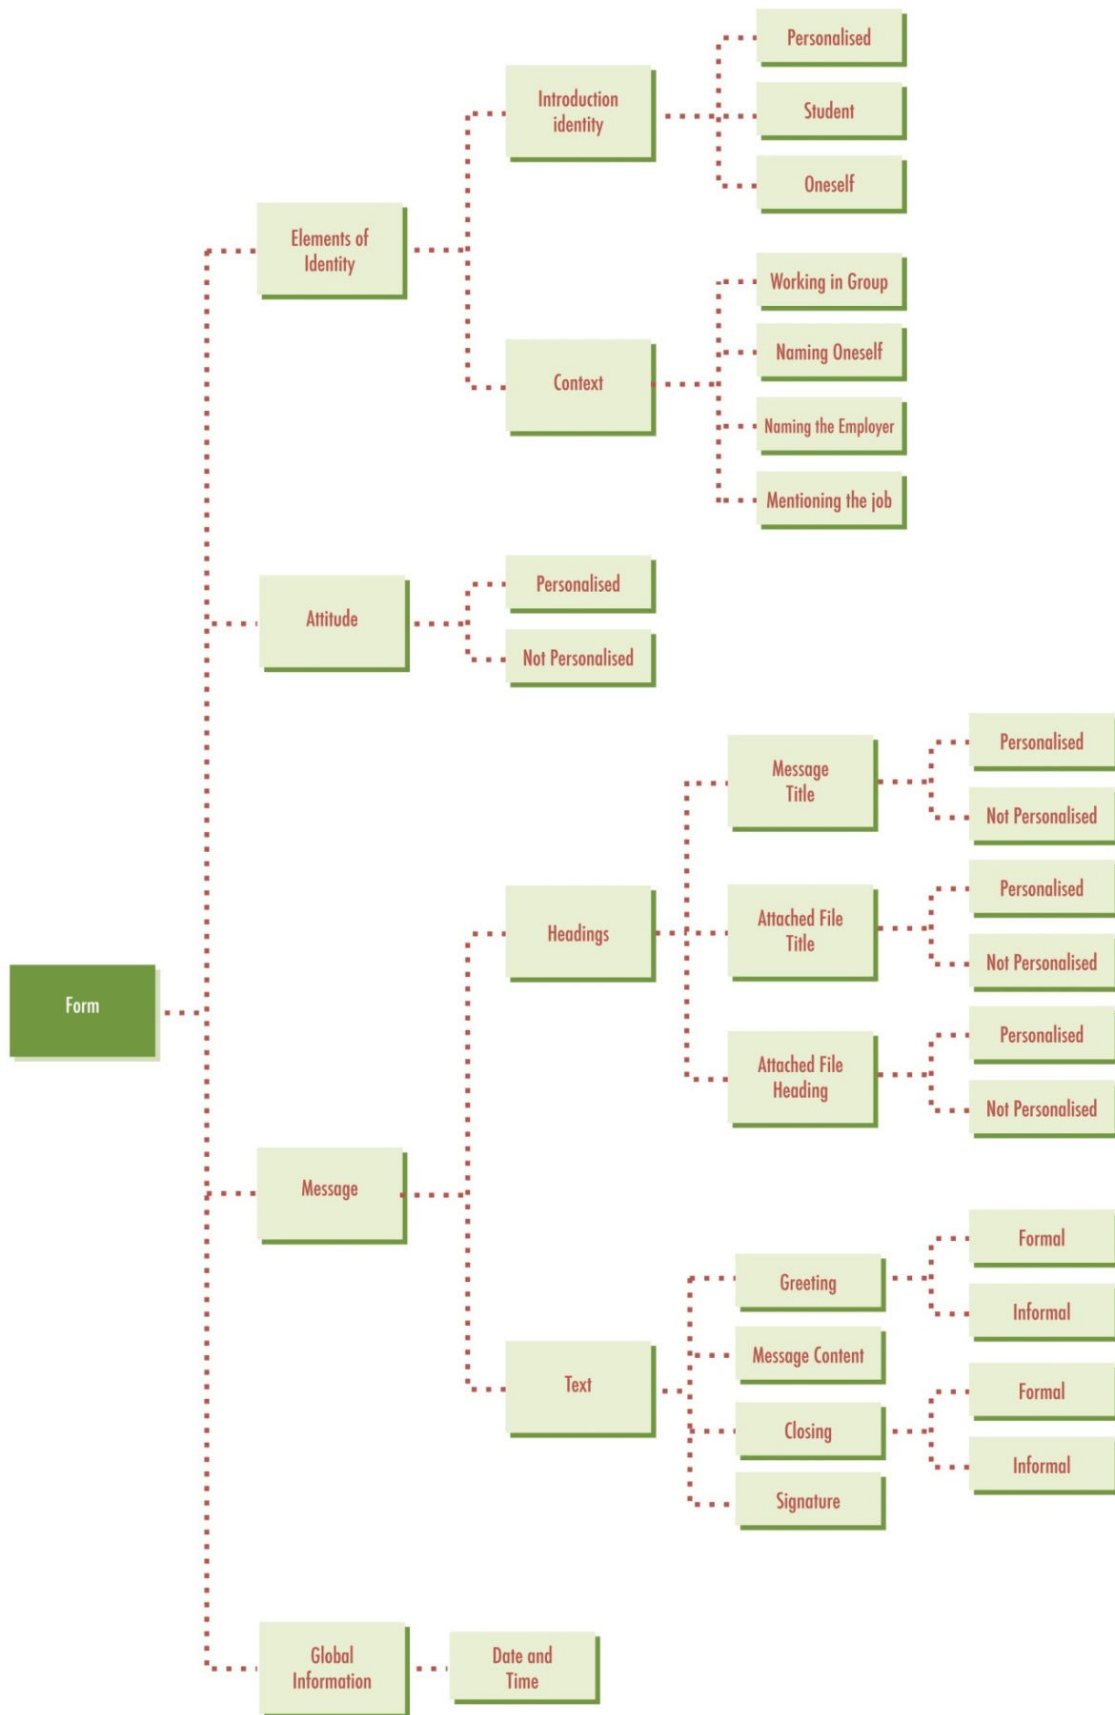 Personalised
Introduction
identity
Student
Oneself
Elements of
Identity
Working in Group
Naming Oneself
Context
Naming the Employer
Mentioning the job
Personalised
Attitude
Not Personalised
Personalised
Message
Title
Not Personalised
Personalised
Headings
Attached File
Title
Not Personalised
Form
Personalised
Attached File
Heading
Not Personalised
Message
Formal
Greeting
Informal
Message Content
Text
Formal
Closing
Informal
Signature
Global
Information
Date and
Time